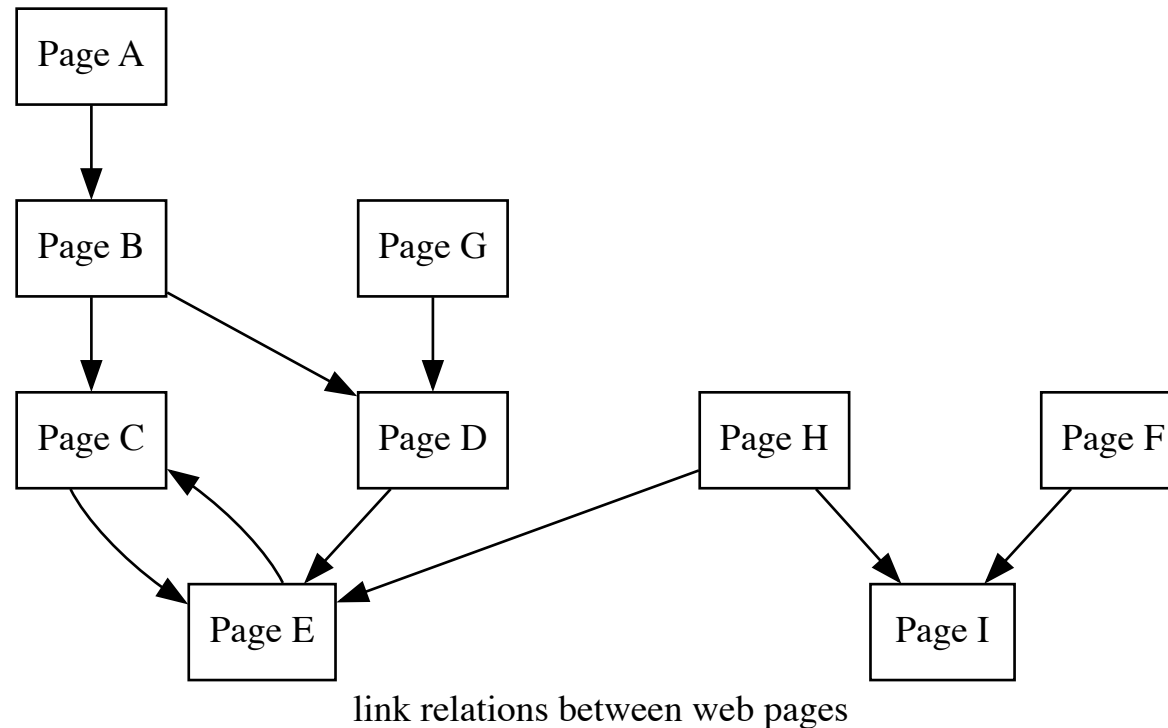 Page A
Page B
Page G
Page C
Page D
Page H
Page F
Page E
Page I
link relations between web pages